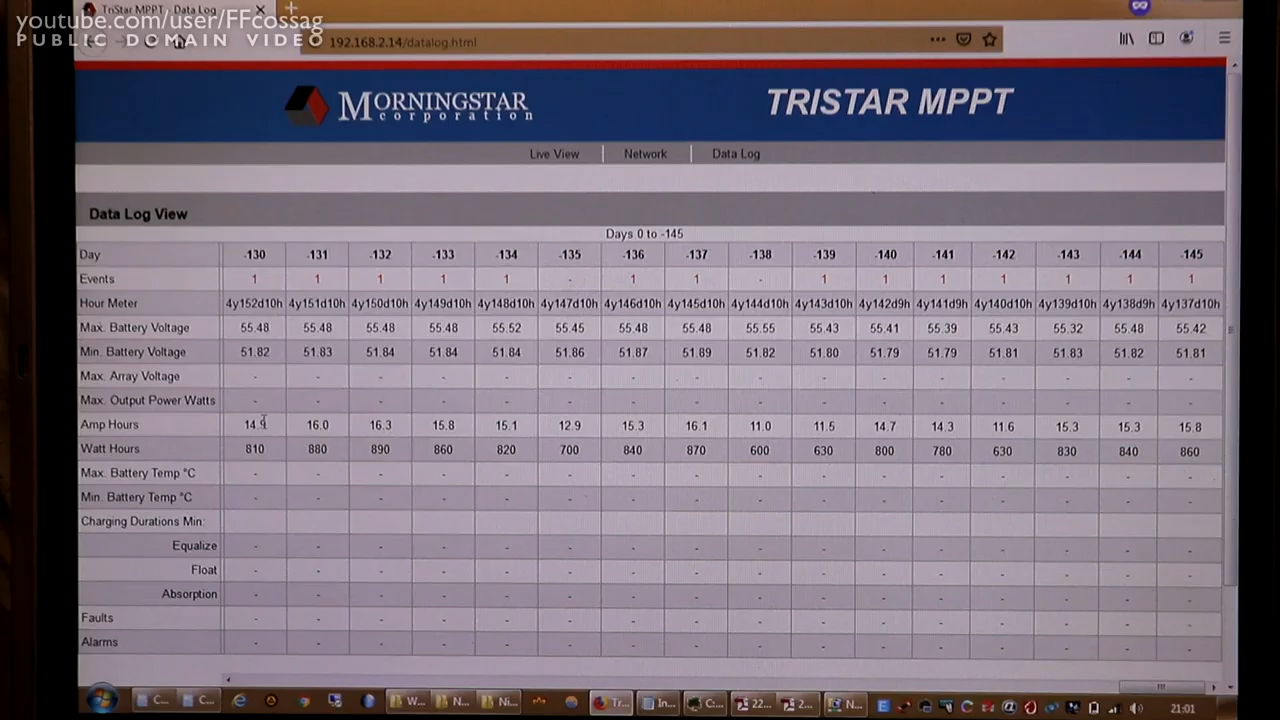 youtube.com/user/FFcossag
PUBLIC DOMAIN VIDEO
TriStar MPPT - Data Log
192.168.2.14/datalog.html
MORNINGSTAR
corporation
TRISTAR MPPT
Live View Network Data Log
Data Log View
Days 0 to -145
Day -130 -131 -132 -133 -134 -135 -136 -137 -138 -139 -140 -141 -142 -143 -144 -145
Events 1 1 1 1 1 - 1 1 - 1 1 1 1 1 1 1
Hour Meter 4y152d10h 4y151d10h 4y150d10h 4y149d10h 4y148d10h 4y147d10h 4y146d10h 4y145d10h 4y144d10h 4y143d10h 4y142d9h 4y141d9h 4y140d10h 4y139d10h 4y138d9h 4y137d10h
Max. Battery Voltage 55.48 55.48 55.48 55.48 55.52 55.45 55.48 55.48 55.55 55.43 55.41 55.39 55.43 55.32 55.48 55.42
Min. Battery Voltage 51.82 51.83 51.84 51.84 51.84 51.86 51.87 51.89 51.82 51.80 51.79 51.79 51.81 51.83 51.82 51.81
Max. Array Voltage - - - - - - - - - - - - - - - -
Max. Output Power Watts - - - - - - - - - - - - - - - -
Amp Hours 14.9 16.0 16.3 15.8 15.1 12.9 15.3 16.1 11.0 11.5 14.7 14.3 11.6 15.3 15.3 15.8
Watt Hours 810 880 890 860 820 700 840 870 600 630 800 780 630 830 840 860
Max. Battery Temp °C - - - - - - - - - - - - - - - -
Min. Battery Temp °C - - - - - - - - - - - - - - - -
Charging Durations Min:
Equalize - - - - - - - - - - - - - - - -
Float - - - - - - - - - - - - - - - -
Absorption - - - - - - - - - - - - - - - -
Faults - - - - - - - - - - - - - - - -
Alarms - - - - - - - - - - - - - - - -
C... C... W... N... Ni... Tr... In... C:... 22... 2... N... 21:01